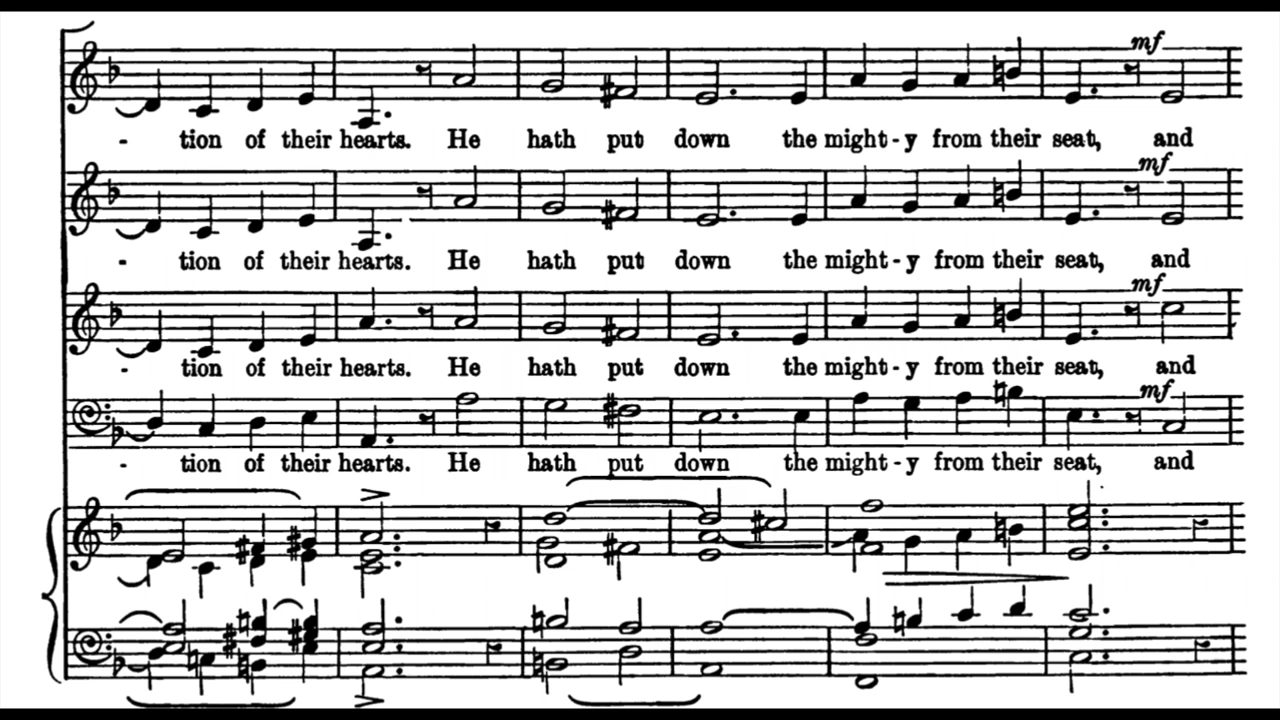 mf
- tion of their hearts. He hath put down the might - y from their seat, and
mf
- tion of their hearts. He hath put down the might - y from their seat, and
mf
- tion of their hearts. He hath put down the might - y from their seat, and
mf
- tion of their hearts. He hath put down the might - y from their seat, and